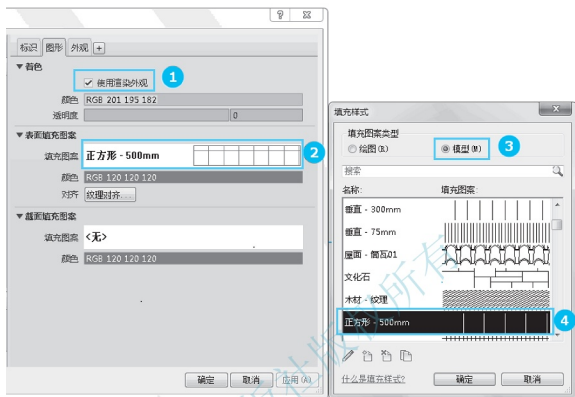 标识 图形 外观 +
▼着色
✓ 使用渲染外观 1
颜色 RGB 201 195 182
透明度 0
▼表面填充图案
填充图案 正方形 - 500mm 2
颜色 RGB 120 120 120
对齐 纹理对齐...
▼截面填充图案
填充图案 <无>
颜色 RGB 120 120 120
确定 取消 应用(A)
填充样式
填充图案类型
绘图(R) 模型(M) 3
搜索
名称: 填充图案:
垂直 - 300mm
垂直 - 75mm
屋面 - 筒瓦01
文化石
木材 - 纹理
正方形 - 500mm 4
什么是填充样式? 确定 取消
版社版权所有